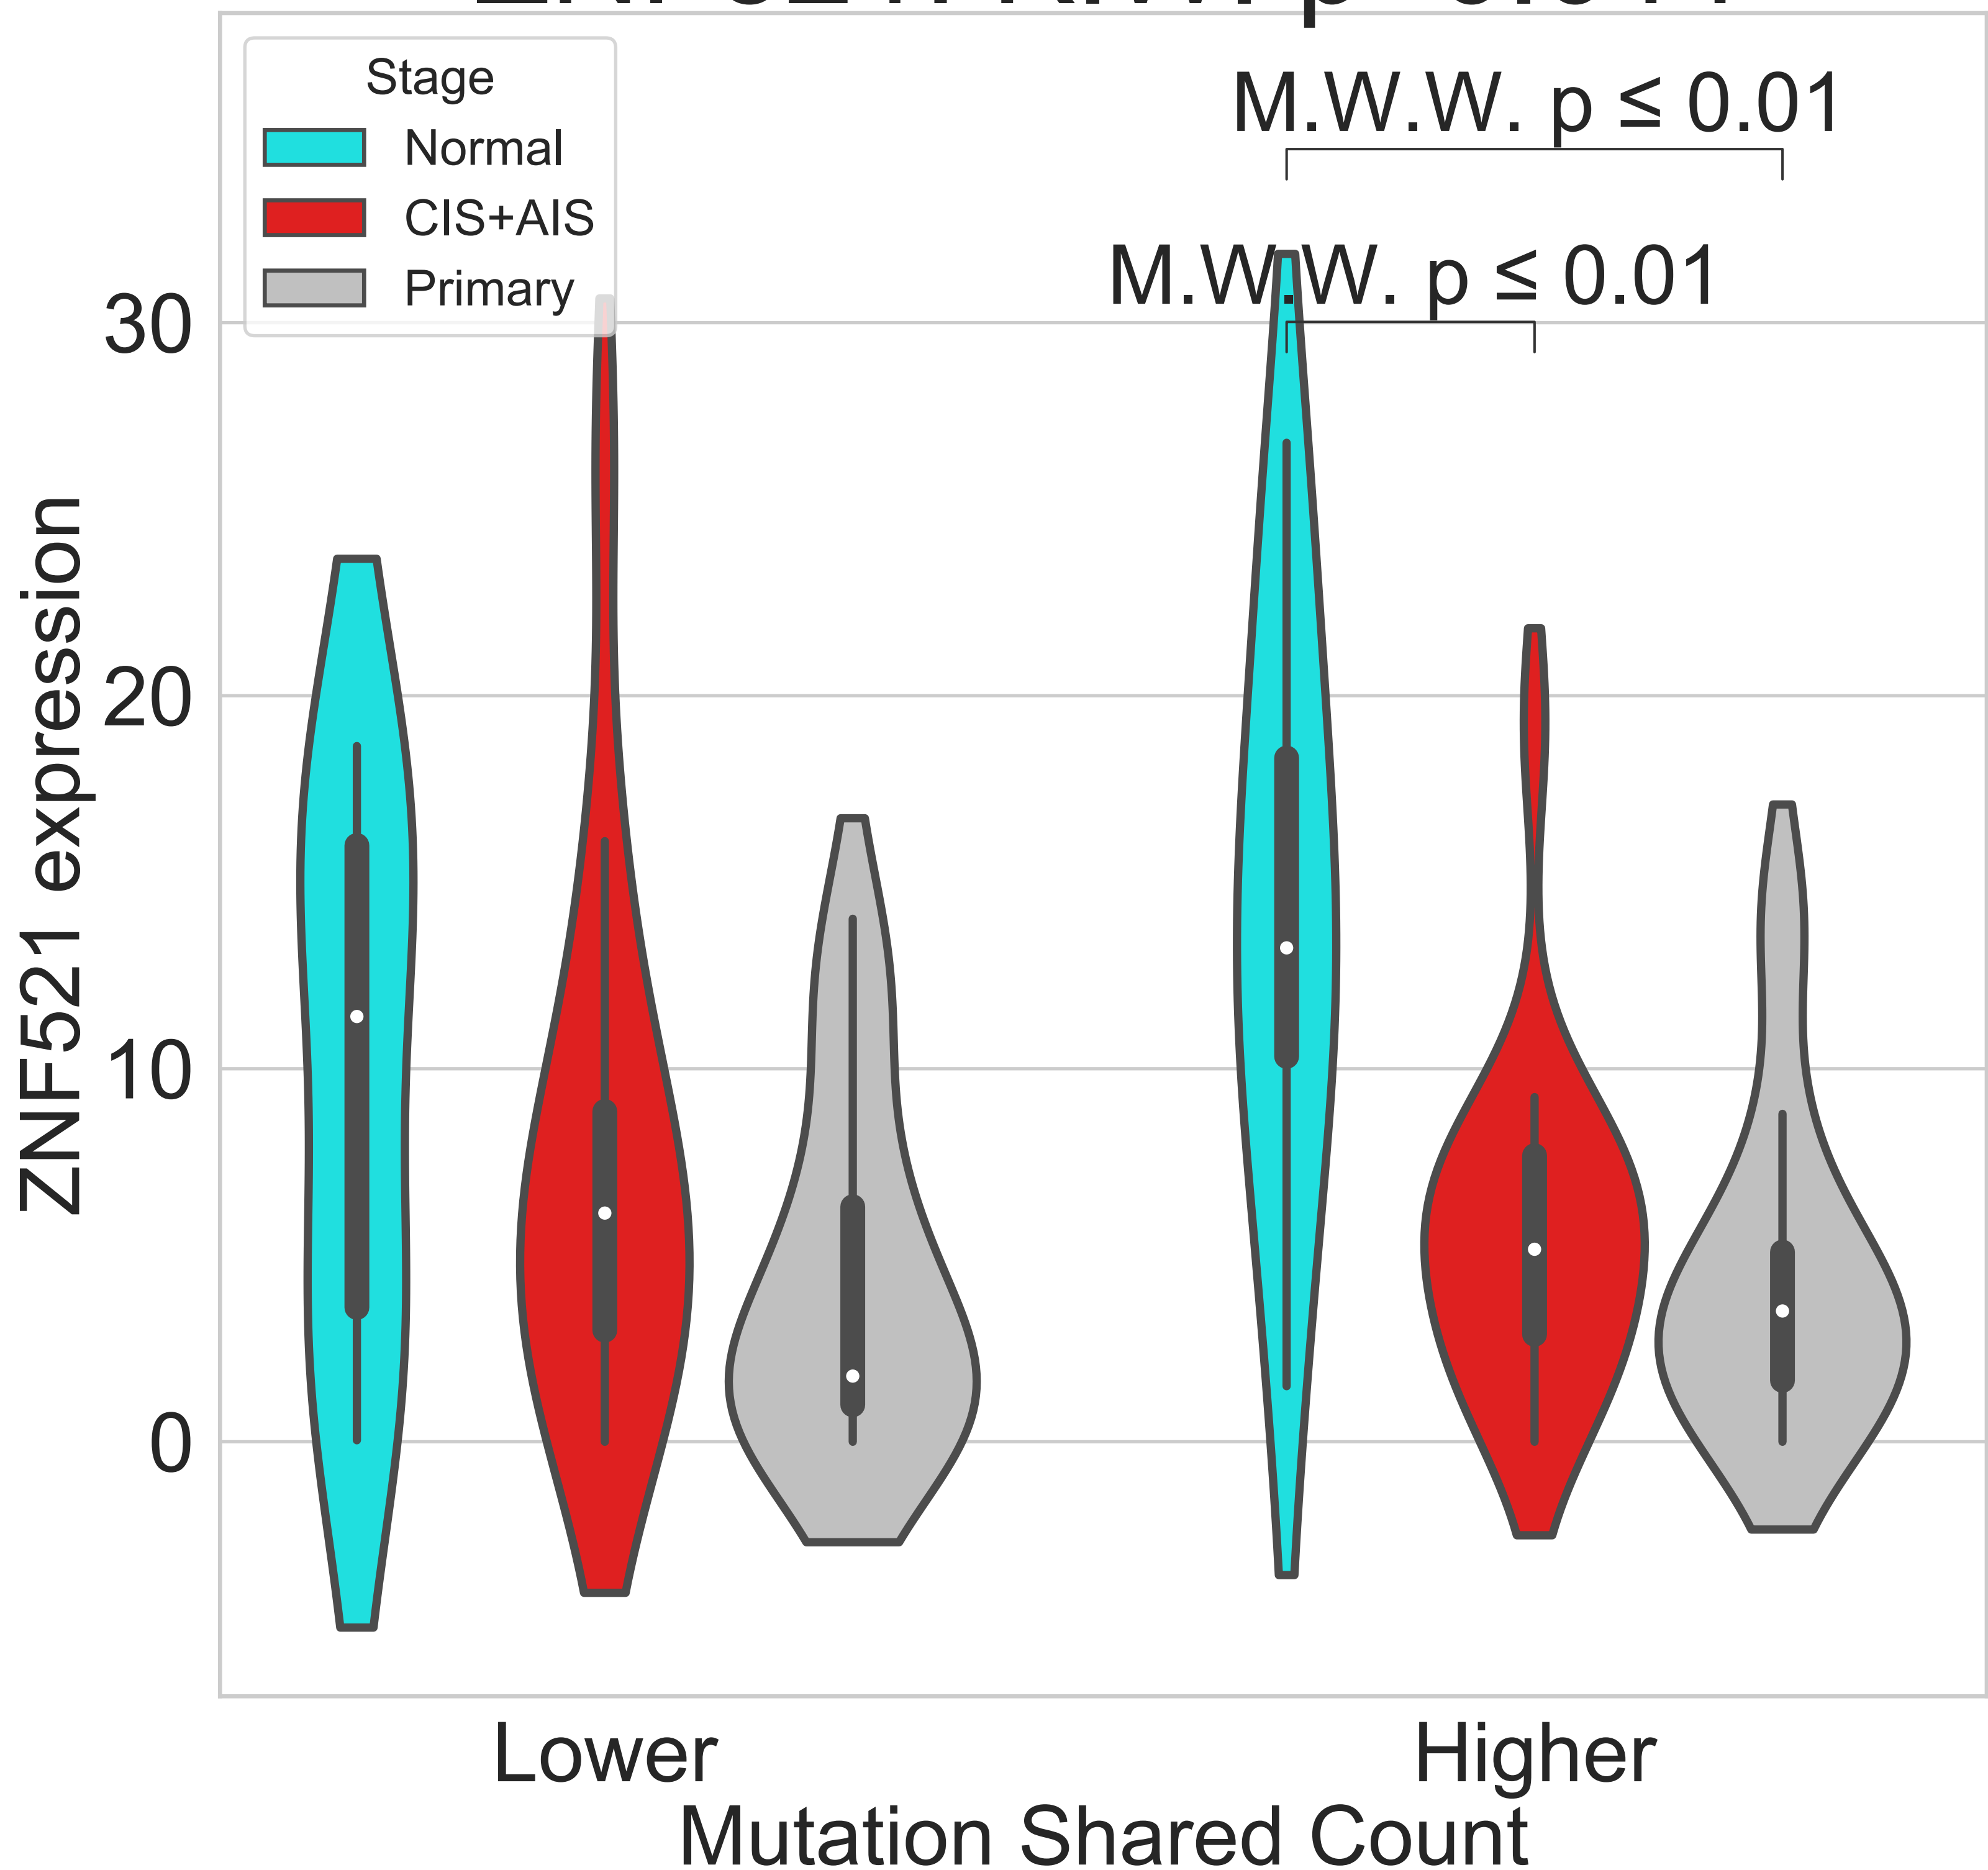 Stage
Normal
CIS+AIS
Primary
M.W.W. p ≤ 0.01
M.W.W. p ≤ 0.01
30
20
10
0
ZNF521 expression
Lower
Higher
Mutation Shared Count